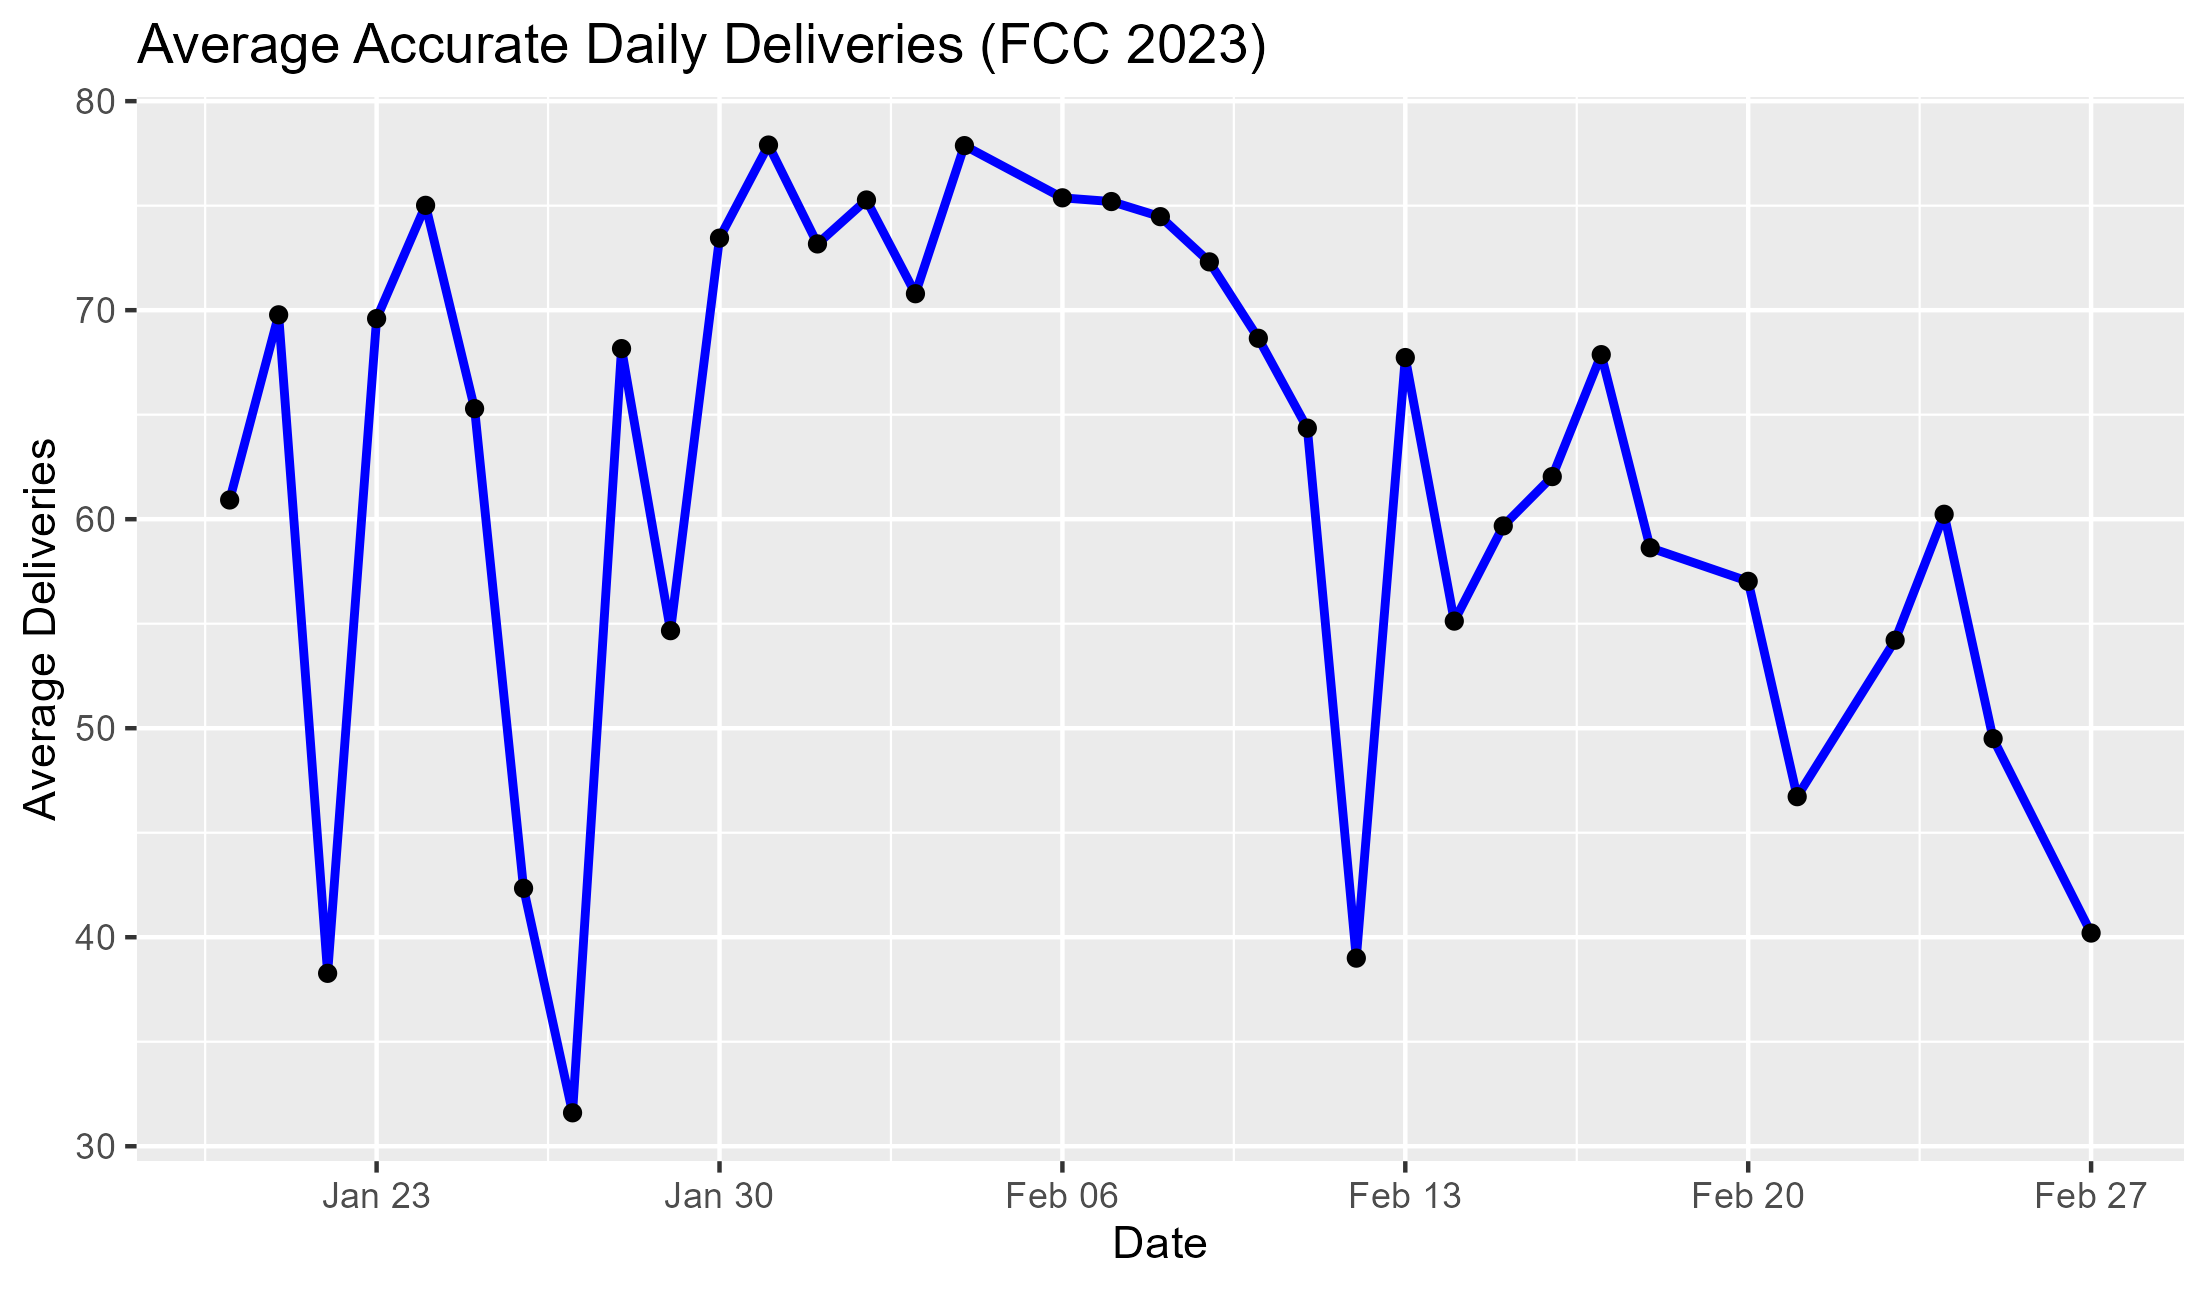 Average Accurate Daily Deliveries (FCC 2023)
80
70
60
50
40
30
Average Deliveries
Jan 23
Jan 30
Feb 06
Feb 13
Feb 20
Feb 27
Date